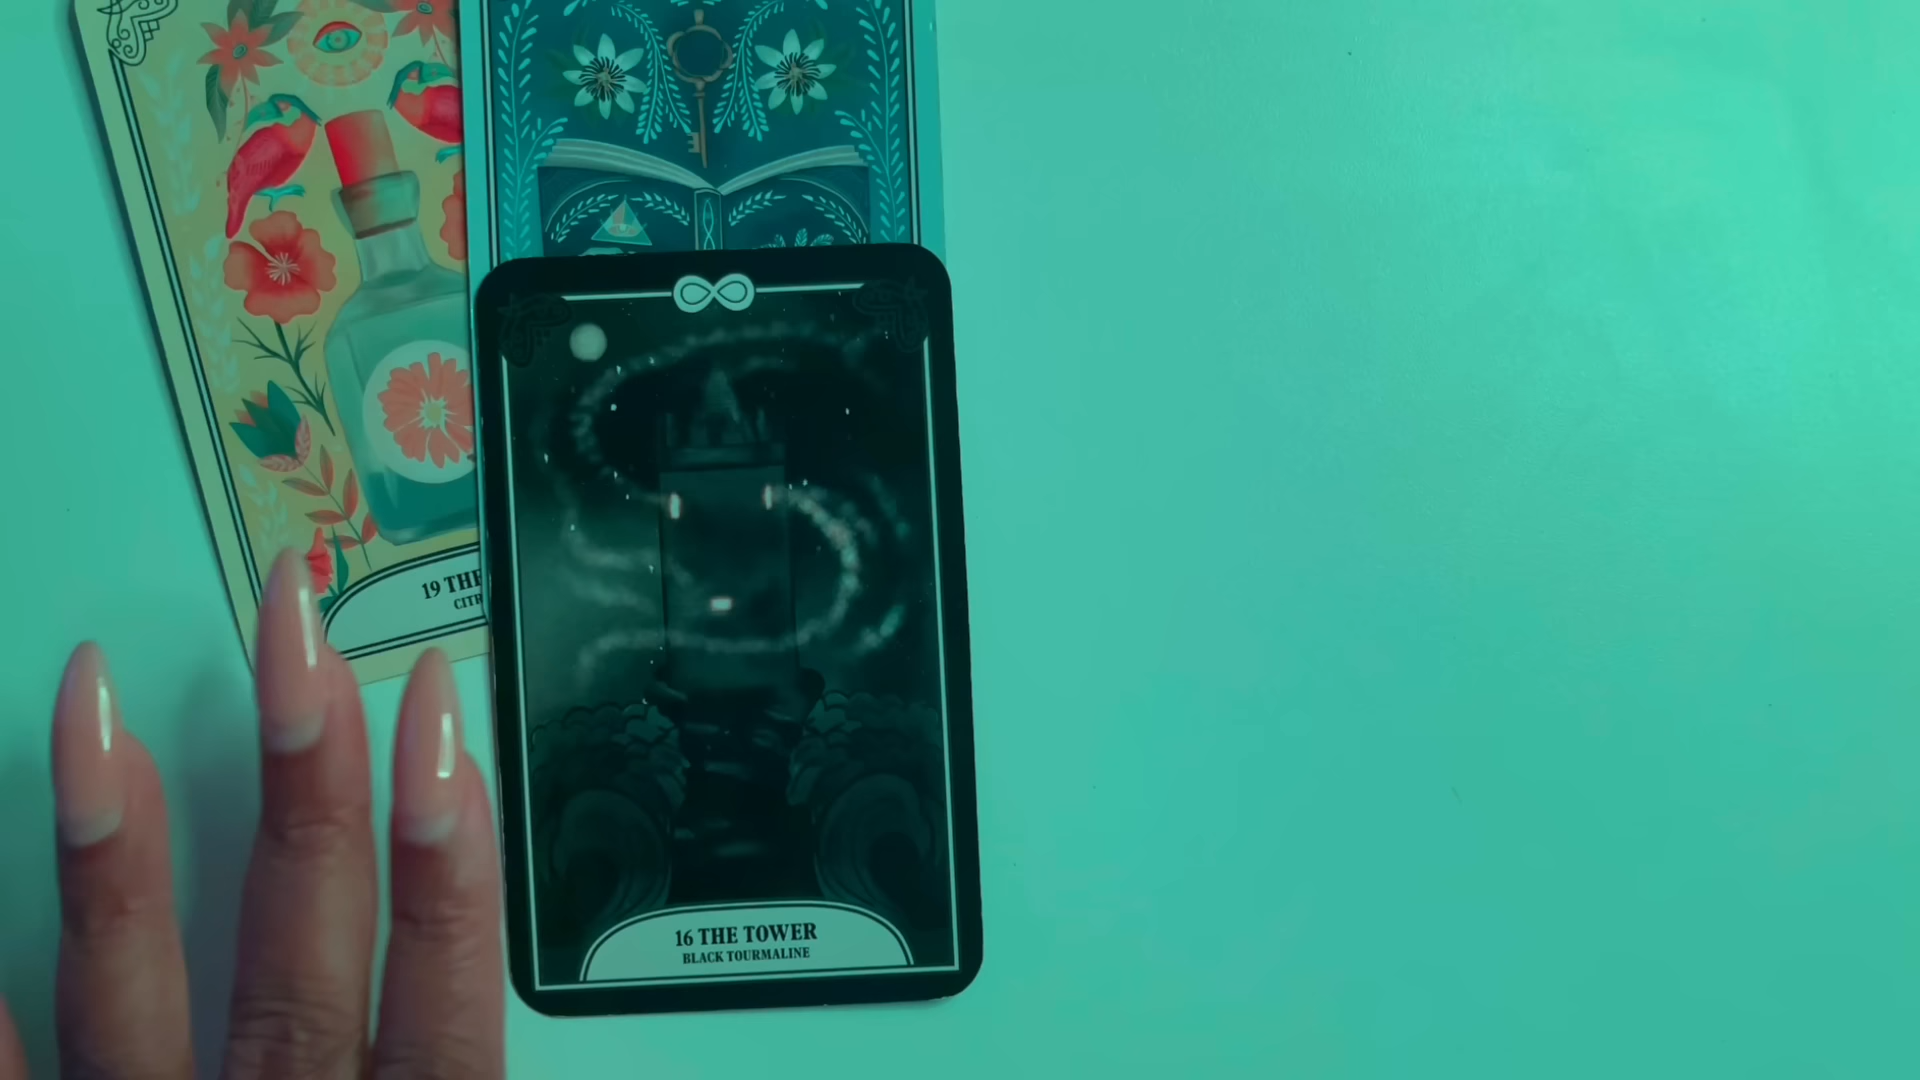 19 THE
CITR
16 THE TOWER
BLACK TOURMALINE